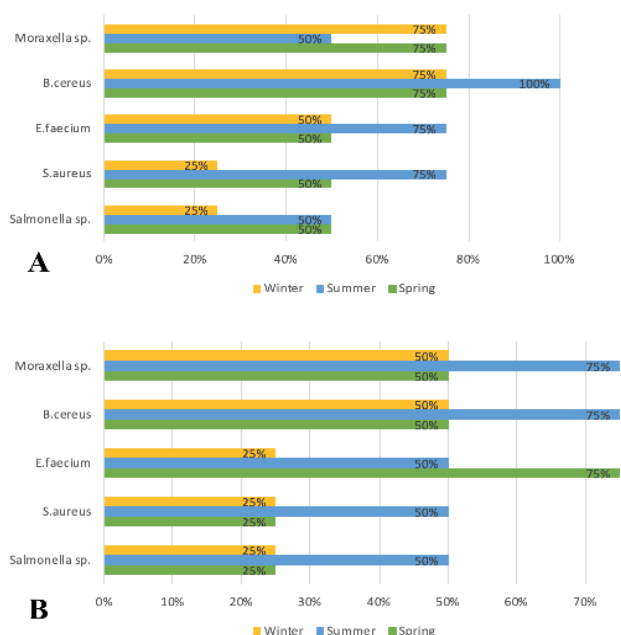 Moraxella sp.
75%
50%
75%
B.cereus
75%
100%
75%
E.faecium
50%
75%
50%
S.aureus
25%
75%
50%
Salmonella sp.
25%
50%
50%
A
0% 20% 40% 60% 80% 100%
Winter Summer Spring
Moraxella sp.
50%
75%
50%
B.cereus
50%
75%
50%
E.faecium
25%
50%
75%
S.aureus
25%
50%
25%
Salmonella sp.
25%
50%
25%
B
0% 10% 20% 30% 40% 50% 60% 70%
Winter Summer Spring